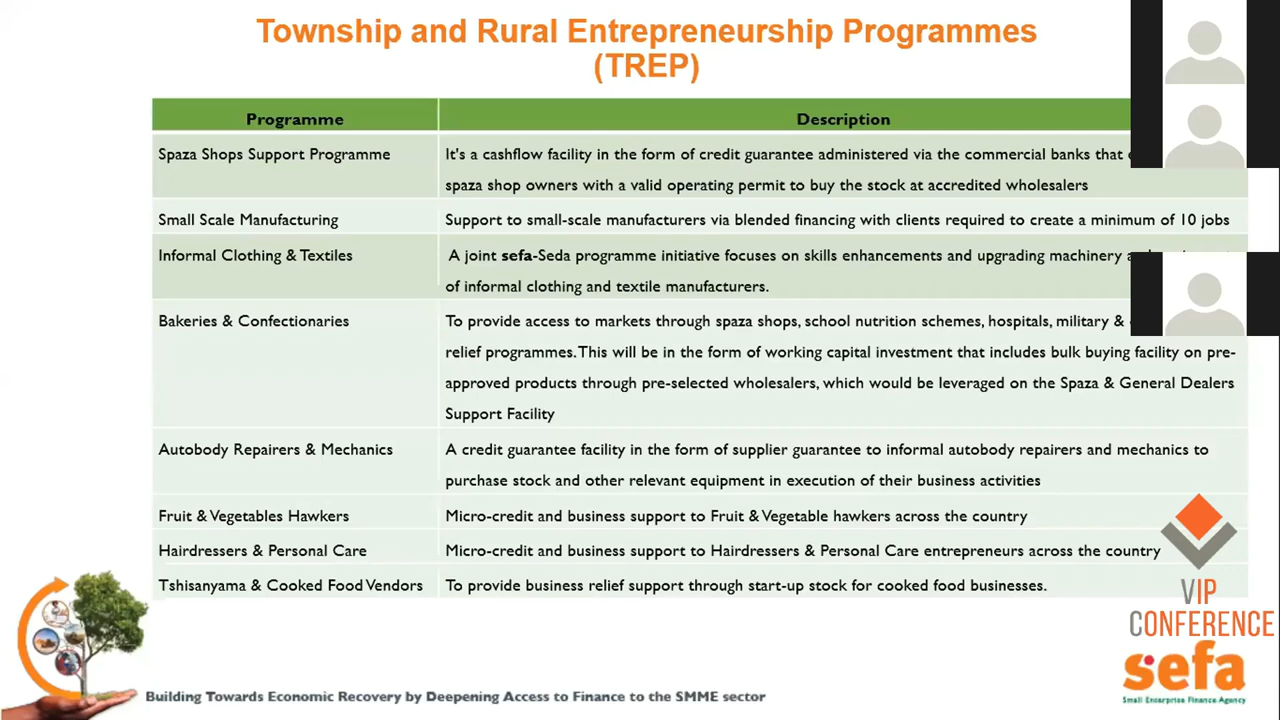 Township and Rural Entrepreneurship Programmes
(TREP)
Programme
Description
Spaza Shops Support Programme
It's a cashflow facility in the form of credit guarantee administered via the commercial banks that
spaza shop owners with a valid operating permit to buy the stock at accredited wholesalers
Small Scale Manufacturing
Support to small-scale manufacturers via blended financing with clients required to create a minimum of 10 jobs
Informal Clothing & Textiles
A joint sefa-Seda programme initiative focuses on skills enhancements and upgrading machinery
of informal clothing and textile manufacturers.
Bakeries & Confectionaries
To provide access to markets through spaza shops, school nutrition schemes, hospitals, military &
relief programmes. This will be in the form of working capital investment that includes bulk buying facility on pre-
approved products through pre-selected wholesalers, which would be leveraged on the Spaza & General Dealers
Support Facility
Autobody Repairers & Mechanics
A credit guarantee facility in the form of supplier guarantee to informal autobody repairers and mechanics to
purchase stock and other relevant equipment in execution of their business activities
Fruit & Vegetables Hawkers
Micro-credit and business support to Fruit & Vegetable hawkers across the country
Hairdressers & Personal Care
Micro-credit and business support to Hairdressers & Personal Care entrepreneurs across the country
Tshisanyama & Cooked Food Vendors
To provide business relief support through start-up stock for cooked food businesses.
VIP
CONFERENCE
sefa
Small Enterprise Finance Agency
Building Towards Economic Recovery by Deepening Access to Finance to the SMME sector